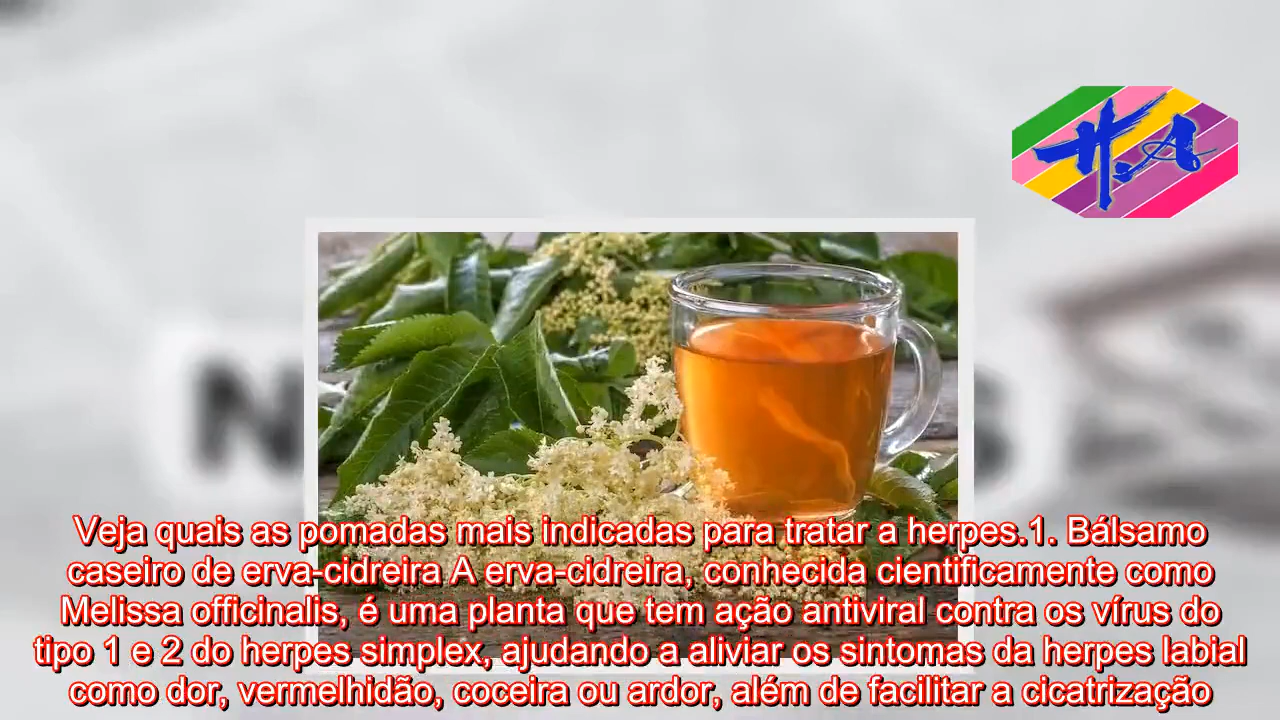 H.A
N S
Veja quais as pomadas mais indicadas para tratar a herpes.1. Bálsamo
caseiro de erva-cidreira A erva-cidreira, conhecida cientificamente como
Melissa officinalis, é uma planta que tem ação antiviral contra os vírus do
tipo 1 e 2 do herpes simplex, ajudando a aliviar os sintomas da herpes labial
como dor, vermelhidão, coceira ou ardor, além de facilitar a cicatrização